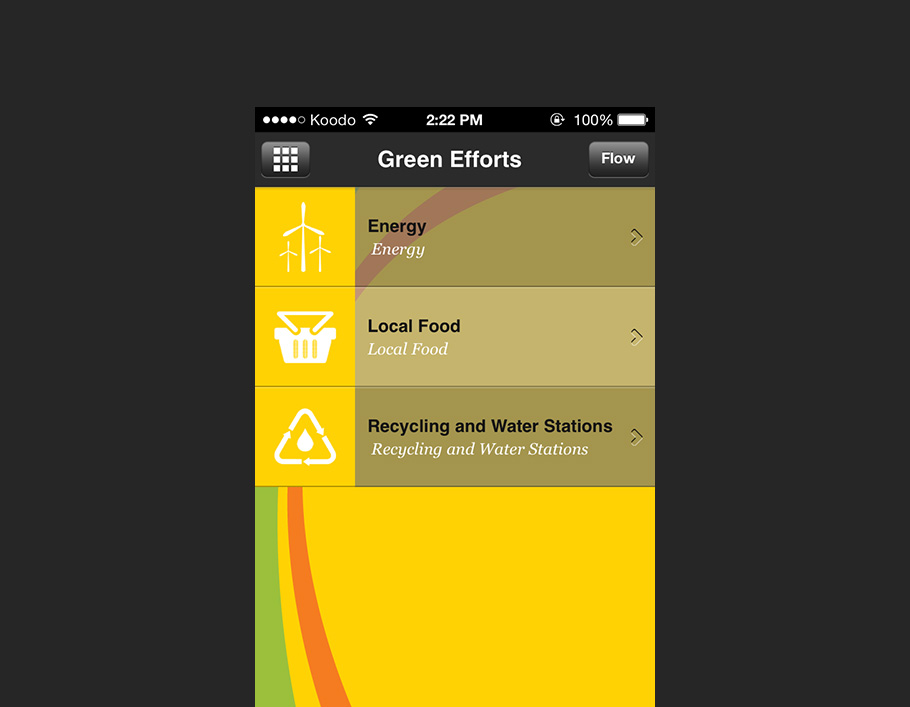 Koodo 2:22 PM 100%
Green Efforts Flow
Energy
Energy
Local Food
Local Food
Recycling and Water Stations
Recycling and Water Stations